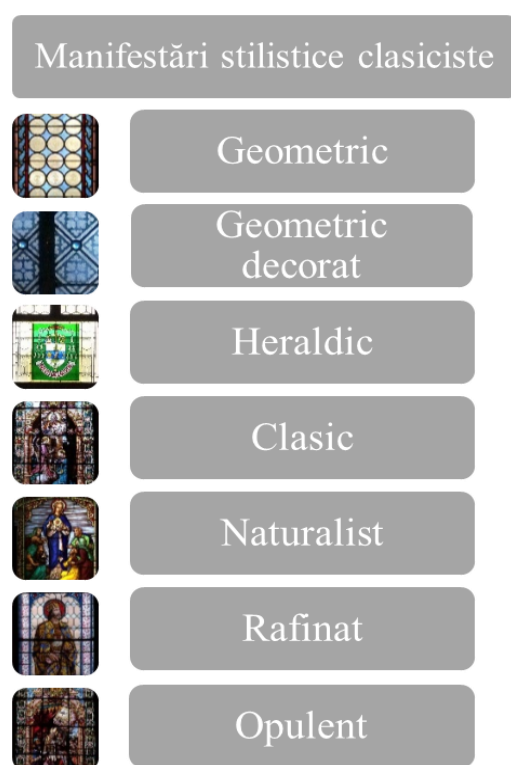 Manifestări stilistice clasiciste
Geometric
Geometric
decorat
Heraldic
Clasic
Naturalist
Rafinat
Opulent